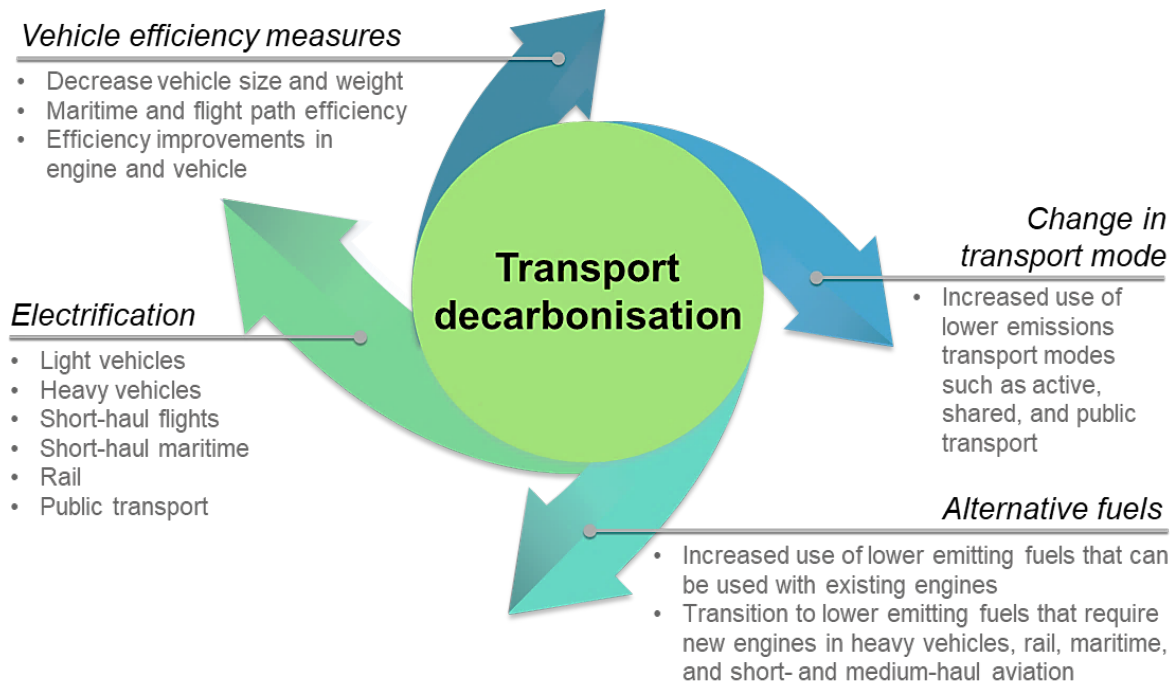 Vehicle efficiency measures
• Decrease vehicle size and weight
• Maritime and flight path efficiency
• Efficiency improvements in
engine and vehicle
Change in
transport mode
• Increased use of
lower emissions
transport modes
such as active,
shared, and public
transport
Transport
decarbonisation
Electrification
• Light vehicles
• Heavy vehicles
• Short-haul flights
• Short-haul maritime
• Rail
• Public transport
Alternative fuels
• Increased use of lower emitting fuels that can
be used with existing engines
• Transition to lower emitting fuels that require
new engines in heavy vehicles, rail, maritime,
and short- and medium-haul aviation